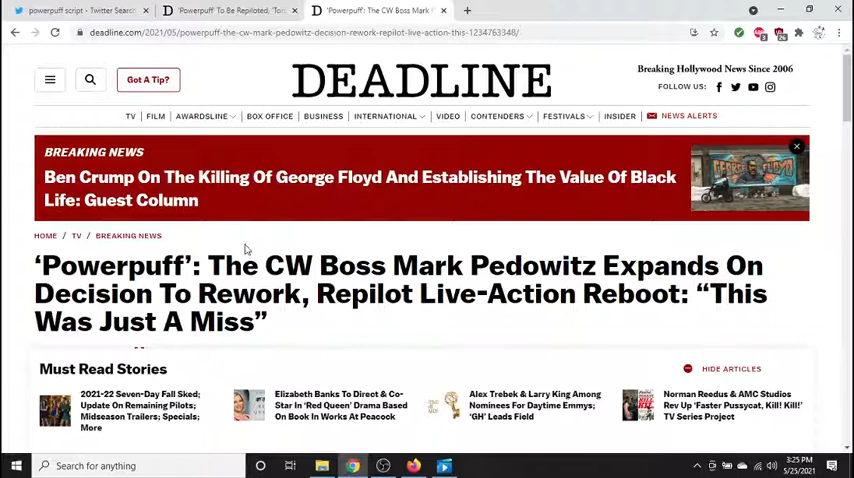 powerpuff script - Twitter Search
'Powerpuff' To Be Repiloted, 'Tom
'Powerpuff': The CW Boss Mark P
deadline.com/2021/05/powerpuff-the-cw-mark-pedowitz-decision-rework-repilot-live-action-this-1234763348/
Got A Tip?
DEADLINE
Breaking Hollywood News Since 2006
FOLLOW US:
TV FILM AWARDSLINE BOX OFFICE BUSINESS INTERNATIONAL VIDEO CONTENDERS FESTIVALS INSIDER NEWS ALERTS
BREAKING NEWS
Ben Crump On The Killing Of George Floyd And Establishing The Value Of Black
Life: Guest Column
GEORGE FLOYD
HOME / TV / BREAKING NEWS
‘Powerpuff’: The CW Boss Mark Pedowitz Expands On
Decision To Rework, Repilot Live-Action Reboot: “This
Was Just A Miss”
Must Read Stories
HIDE ARTICLES
2021-22 Seven-Day Fall Sked;
Update On Remaining Pilots;
Midseason Trailers; Specials;
More
Elizabeth Banks To Direct & Co-
Star In ‘Red Queen’ Drama Based
On Book In Works At Peacock
Alex Trebek & Larry King Among
Nominees For Daytime Emmys;
‘GH’ Leads Field
Norman Reedus & AMC Studios
Rev Up ‘Faster Pussycat, Kill! Kill!’
TV Series Project
Search for anything
3:25 PM
5/25/2021